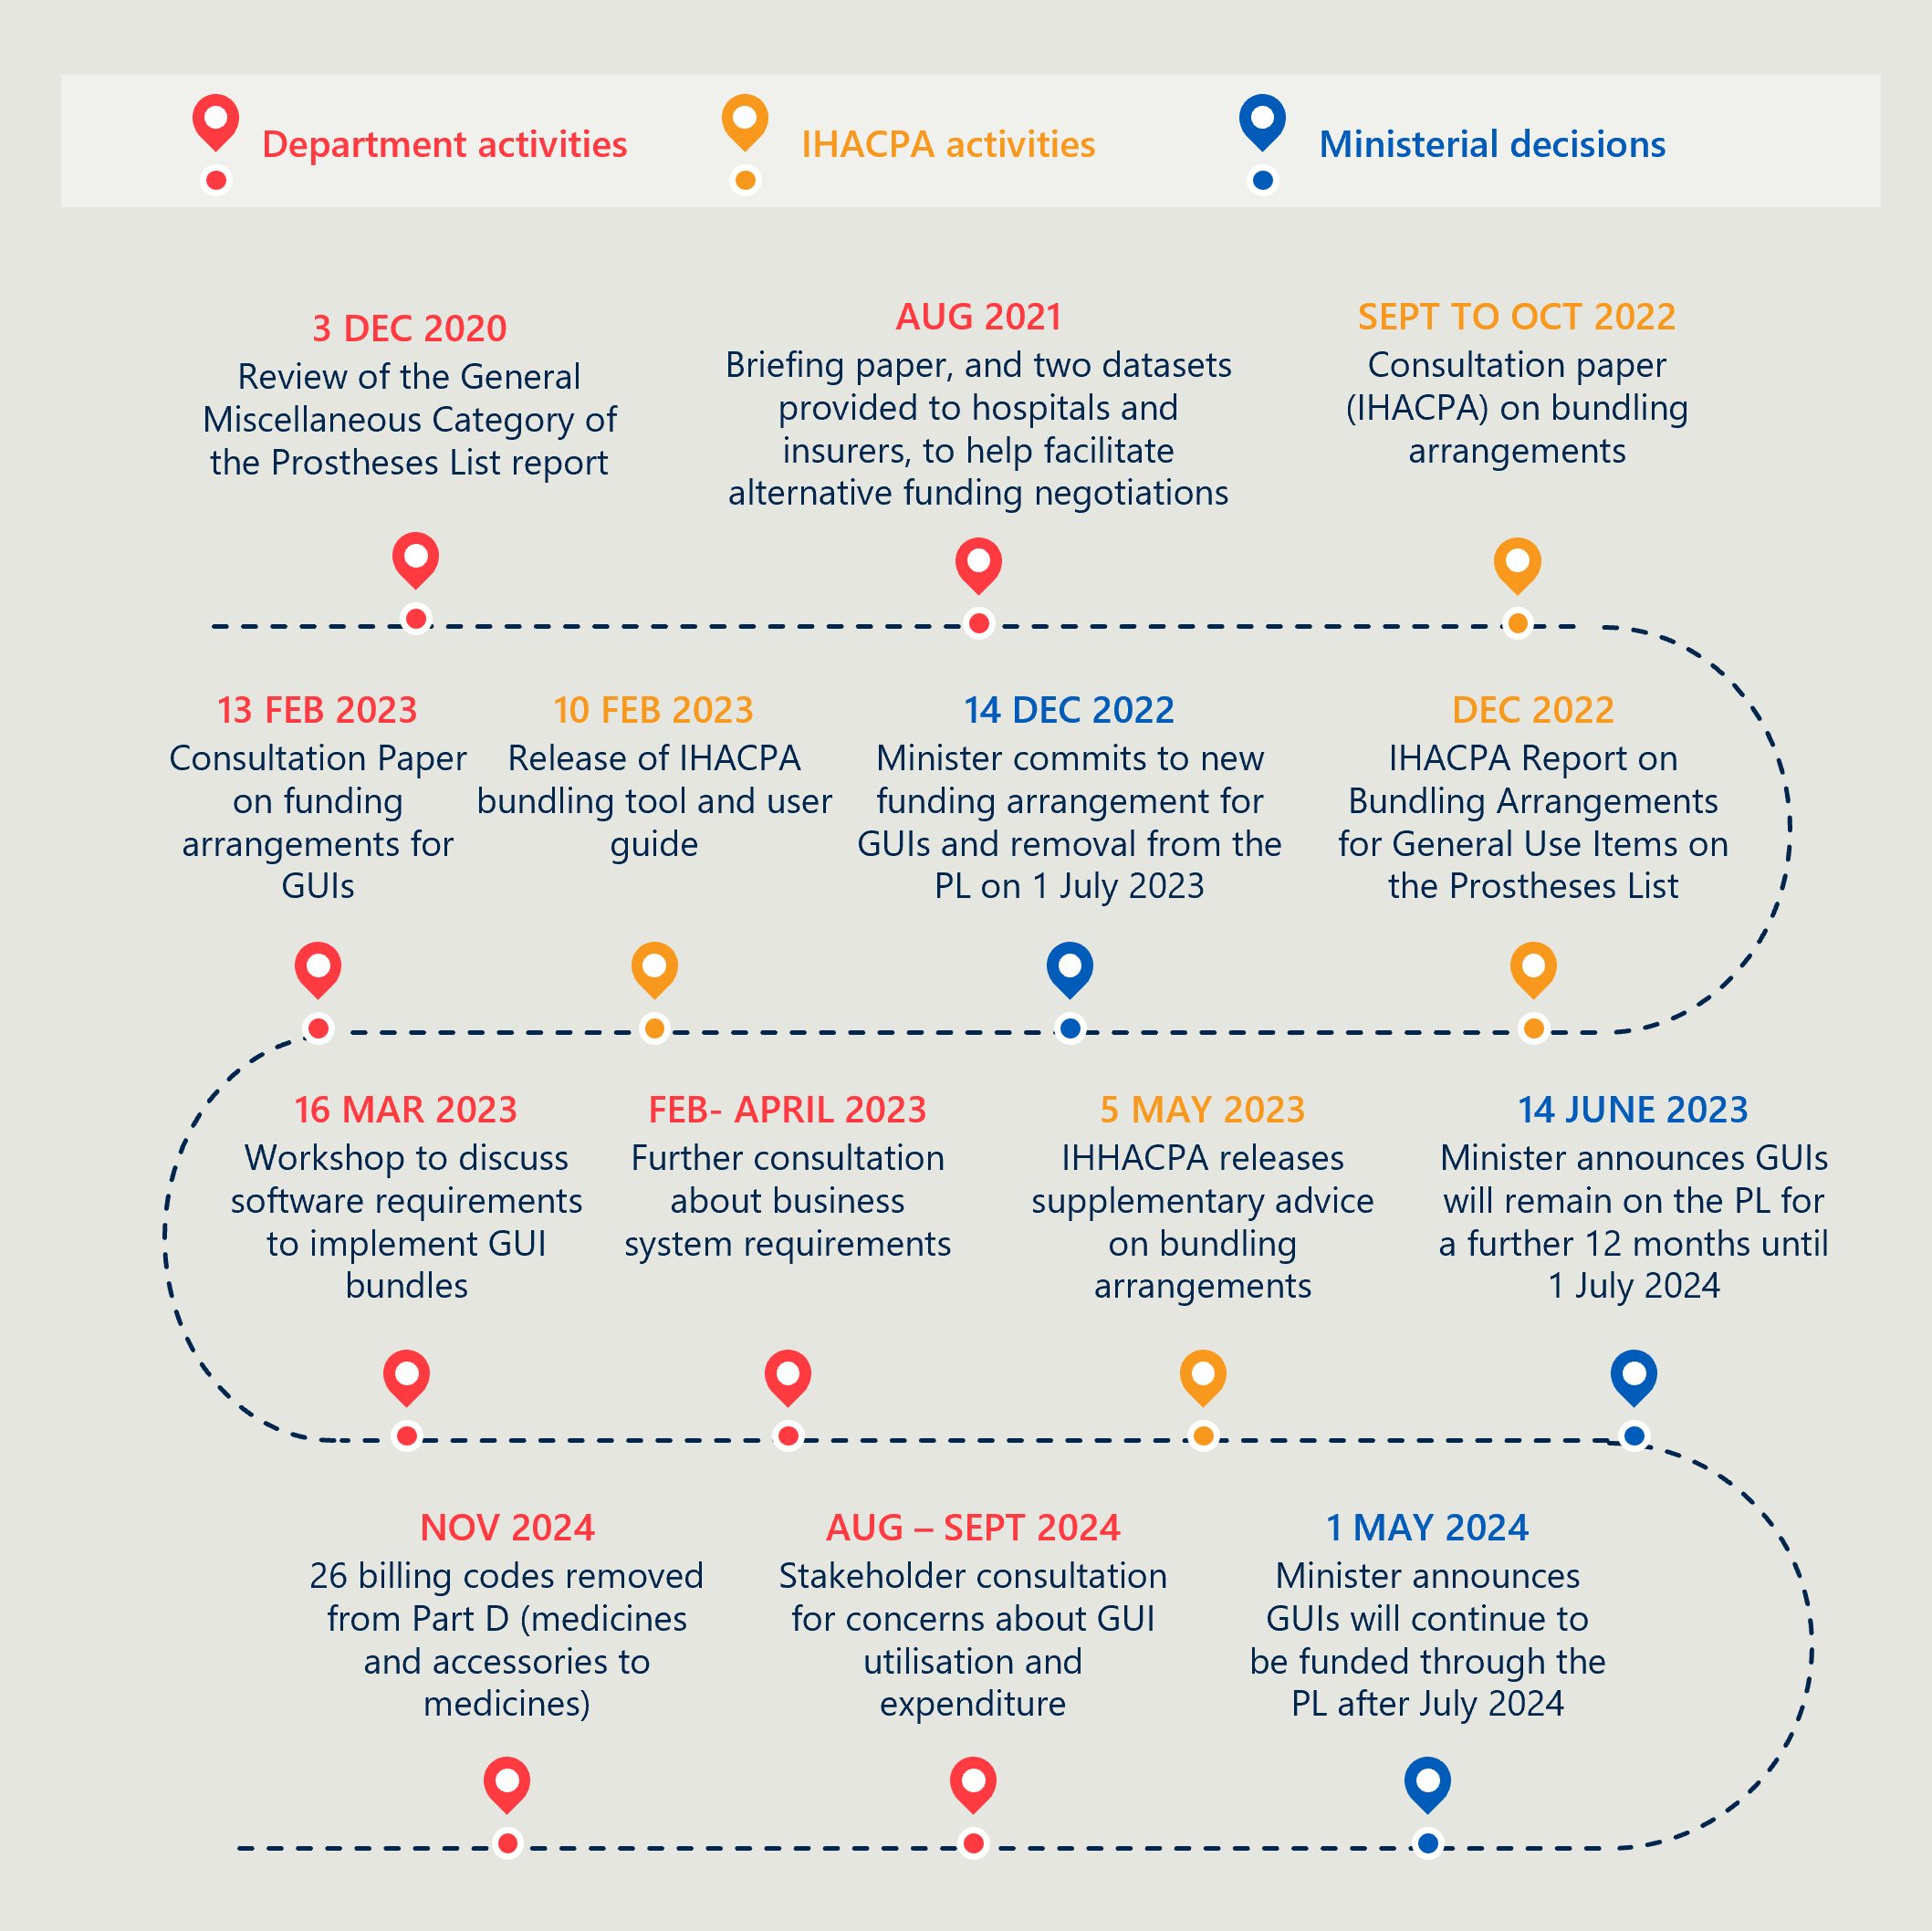 Department activities
IHACPA activities
Ministerial decisions
3 DEC 2020
Review of the General
Miscellaneous Category of
the Prostheses List report
AUG 2021
Briefing paper, and two datasets
provided to hospitals and
insurers, to help facilitate
alternative funding negotiations
SEPT TO OCT 2022
Consultation paper
(IHACPA) on bundling
arrangements
13 FEB 2023
Consultation Paper
on funding
arrangements for
GUIs
10 FEB 2023
Release of IHACPA
bundling tool and user
guide
14 DEC 2022
Minister commits to new
funding arrangement for
GUIs and removal from the
PL on 1 July 2023
DEC 2022
IHACPA Report on
Bundling Arrangements
for General Use Items on
the Prostheses List
16 MAR 2023
Workshop to discuss
software requirements
to implement GUI
bundles
FEB- APRIL 2023
Further consultation
about business
system requirements
5 MAY 2023
IHHACPA releases
supplementary advice
on bundling
arrangements
14 JUNE 2023
Minister announces GUIs
will remain on the PL for
a further 12 months until
1 July 2024
NOV 2024
26 billing codes removed
from Part D (medicines
and accessories to
medicines)
AUG – SEPT 2024
Stakeholder consultation
for concerns about GUI
utilisation and
expenditure
1 MAY 2024
Minister announces
GUIs will continue to
be funded through the
PL after July 2024